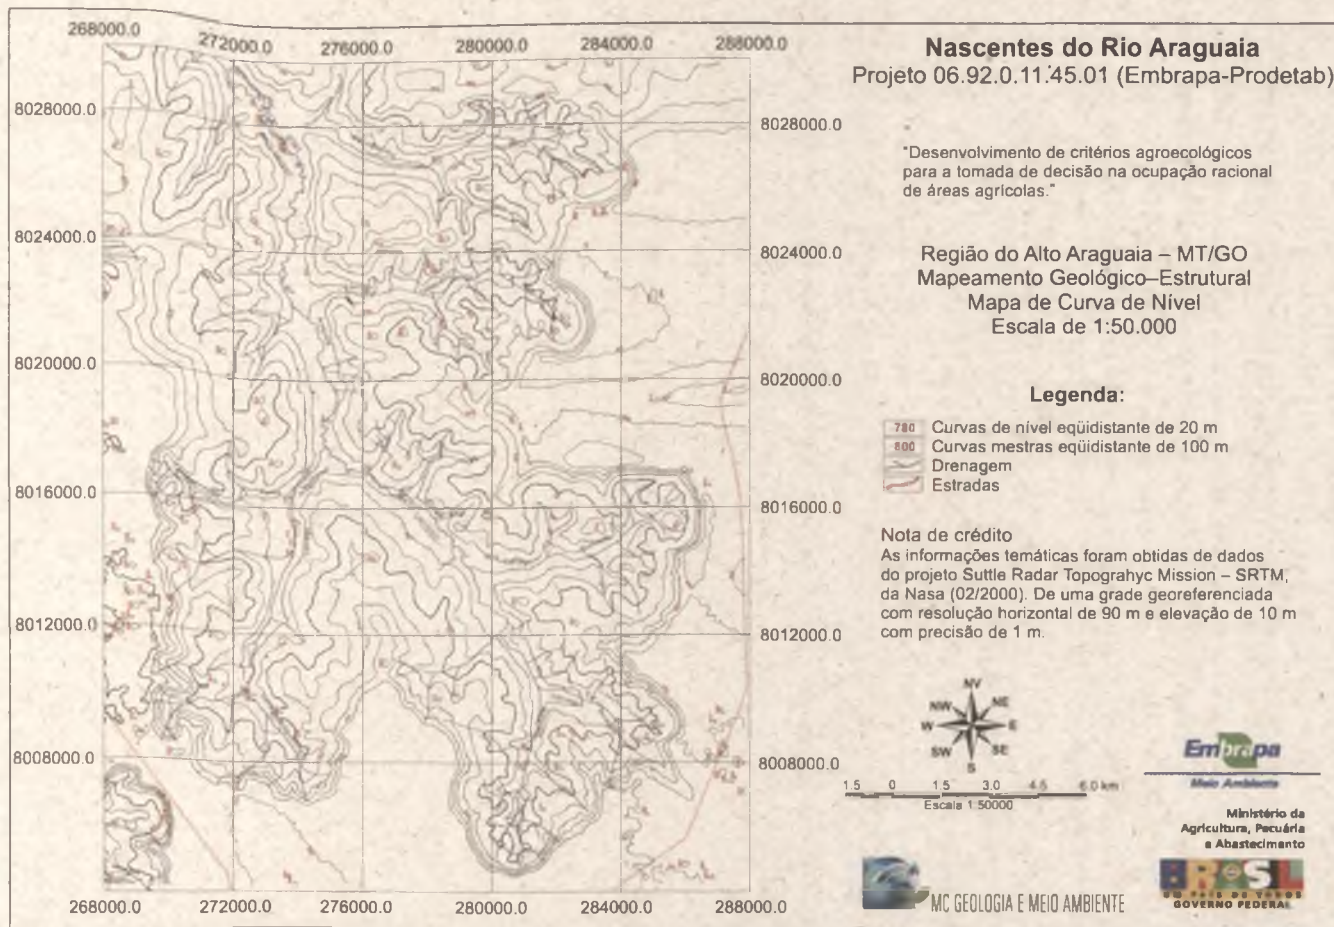 268000.0 272000.0 276000.0 280000.0 284000.0 288000.0
8028000.0 8028000.0
8024000.0 8024000.0
8020000.0 8020000.0
8016000.0 8016000.0
8012000.0 8012000.0
8008000.0 8008000.0
268000.0 272000.0 276000.0 280000.0 284000.0 288000.0
Nascentes do Rio Araguaia
Projeto 06.92.0.11.45.01 (Embrapa-Prodetab)
"Desenvolvimento de critérios agroecológicos
para a tomada de decisão na ocupação racional
de áreas agrícolas."
Região do Alto Araguaia – MT/GO
Mapeamento Geológico–Estrutural
Mapa de Curva de Nível
Escala de 1:50.000
Legenda:
780 Curvas de nível eqüidistante de 20 m
800 Curvas mestras eqüidistante de 100 m
Drenagem
Estradas
Nota de crédito
As informações temáticas foram obtidas de dados
do projeto Suttle Radar Topograhyc Mission – SRTM,
da Nasa (02/2000). De uma grade georeferenciada
com resolução horizontal de 90 m e elevação de 10 m
com precisão de 1 m.
NV
NW NE
W E
SW SE
S
1.5 0 1.5 3.0 4.5 6.0 km
Escala 1:50000
Embrapa
Meio Ambiente
Ministério da
Agricultura, Pecuária
e Abastecimento
MC GEOLOGIA E MEIO AMBIENTE
BRASIL
UM PAÍS DE TODOS
GOVERNO FEDERAL